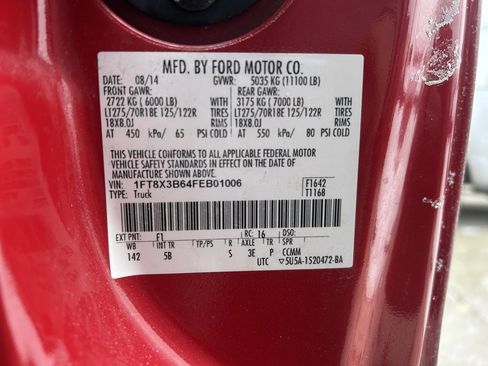 MFD. BY FORD MOTOR CO.
DATE: 08/14 GVWR: 5035 KG (11100 LB)
FRONT GAWR: REAR GAWR:
2722 KG (6000 LB) 3175 KG (7000 LB)
LT275/70R18E 125/122R TIRES LT275/70R18E 125/122R TIRES
18X8.0J RIMS 18X8.0J RIMS
AT 450 kPa/ 65 PSI COLD AT 550 kPa/ 80 PSI COLD
THIS VEHICLE CONFORMS TO ALL APPLICABLE FEDERAL MOTOR
VEHICLE SAFETY STANDARDS IN EFFECT ON THE DATE OF
MANUFACTURE SHOWN ABOVE.
VIN: 1FT8X3B64FEB01006 F1642
TYPE: Truck T1168
EXT PNT: F1 RC: 16
WB INT TR TP/PS R AXLE TR SPR
142 5B S 3E P CCMM
UTC ▽5U5A-1520472-BA